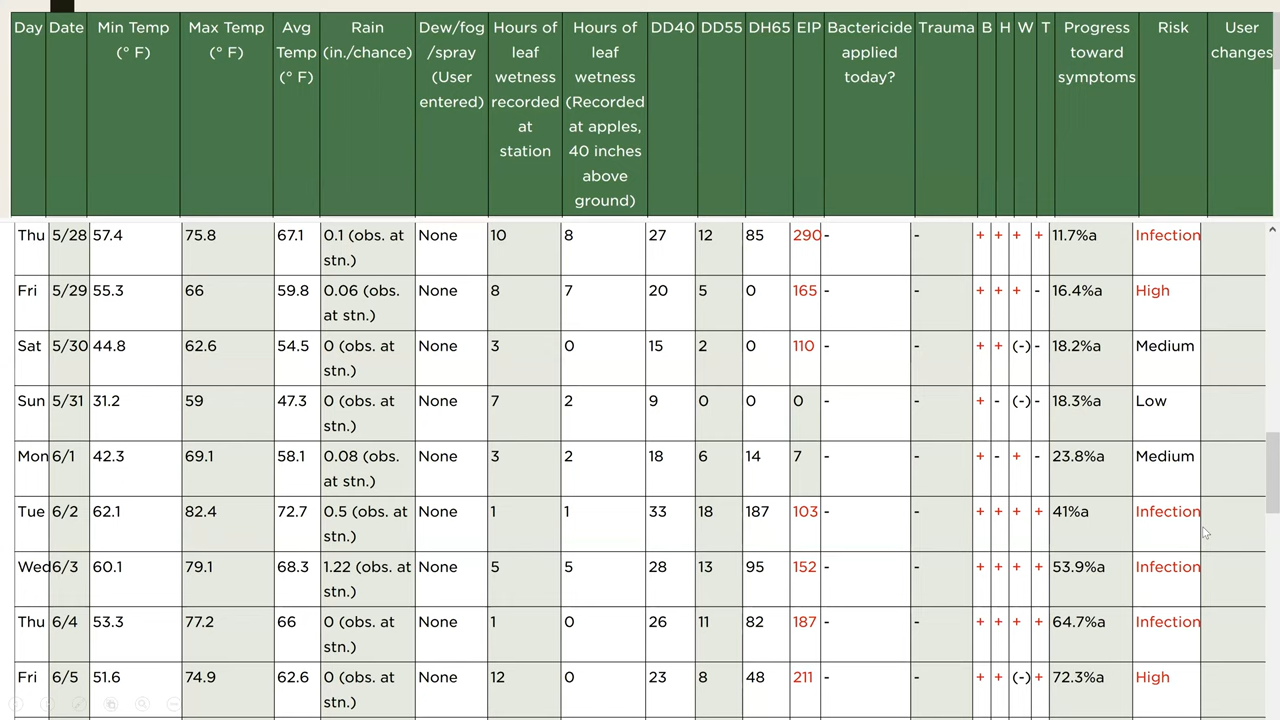 Day Date Min Temp (° F) Max Temp (° F) Avg Temp (° F) Rain (in./chance) Dew/fog /spray (User entered) Hours of leaf wetness recorded at station Hours of leaf wetness (Recorded at apples, 40 inches above ground) DD40 DD55 DH65 EIP Bactericide applied today? Trauma B H W T Progress toward symptoms Risk User changes
Thu 5/28 57.4 75.8 67.1 0.1 (obs. at stn.) None 10 8 27 12 85 290 - - + + + + 11.7%a Infection
Fri 5/29 55.3 66 59.8 0.06 (obs. at stn.) None 8 7 20 5 0 165 - - + + + - 16.4%a High
Sat 5/30 44.8 62.6 54.5 0 (obs. at stn.) None 3 0 15 2 0 110 - - + + (-) - 18.2%a Medium
Sun 5/31 31.2 59 47.3 0 (obs. at stn.) None 7 2 9 0 0 0 - - + - (-) - 18.3%a Low
Mon 6/1 42.3 69.1 58.1 0.08 (obs. at stn.) None 3 2 18 6 14 7 - - + - + - 23.8%a Medium
Tue 6/2 62.1 82.4 72.7 0.5 (obs. at stn.) None 1 1 33 18 187 103 - - + + + + 41%a Infection
Wed 6/3 60.1 79.1 68.3 1.22 (obs. at stn.) None 5 5 28 13 95 152 - - + + + + 53.9%a Infection
Thu 6/4 53.3 77.2 66 0 (obs. at stn.) None 1 0 26 11 82 187 - - + + + + 64.7%a Infection
Fri 6/5 51.6 74.9 62.6 0 (obs. at stn.) None 12 0 23 8 48 211 - - + + (-) + 72.3%a High